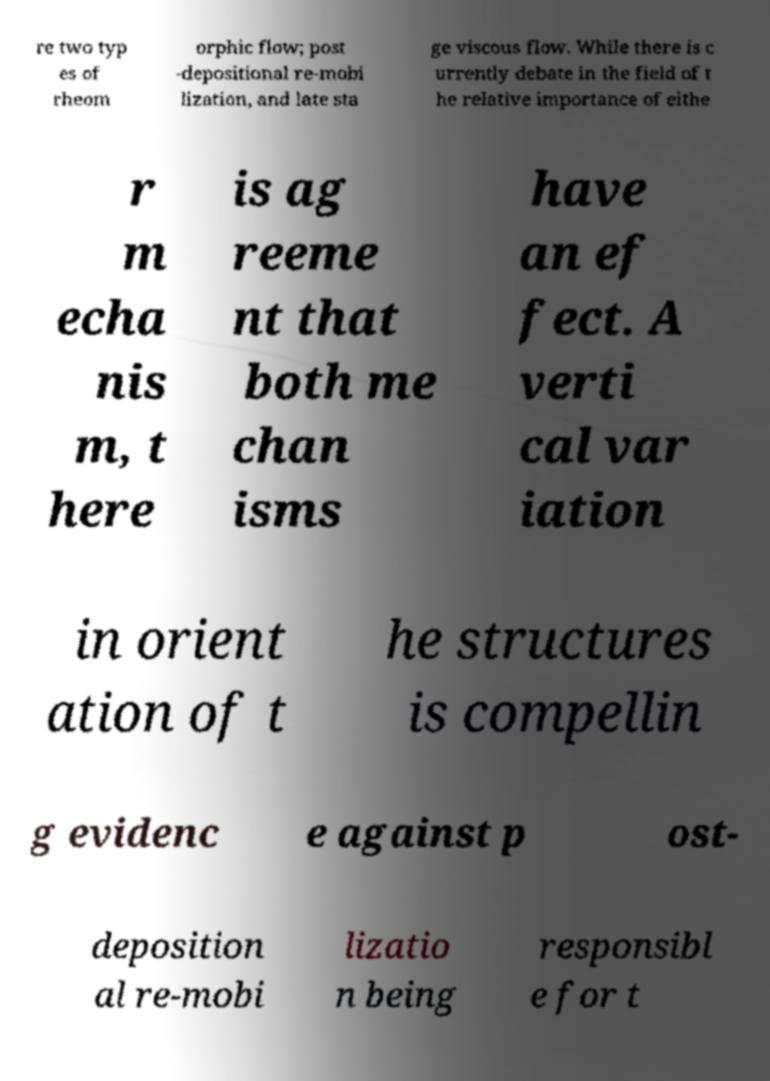 re two typ
es of
rheom
orphic flow; post
-depositional re-mobi
lization, and late sta
ge viscous flow. While there is c
urrently debate in the field of t
he relative importance of eithe
r
m
echa
nis
m, t
here
is ag
reeme
nt that
both me
chan
isms
have
an ef
fect. A
verti
cal var
iation
in orient
ation of t
he structures
is compellin
g evidenc
e against p
ost-
deposition
al re-mobi
lizatio
n being
responsibl
e for t